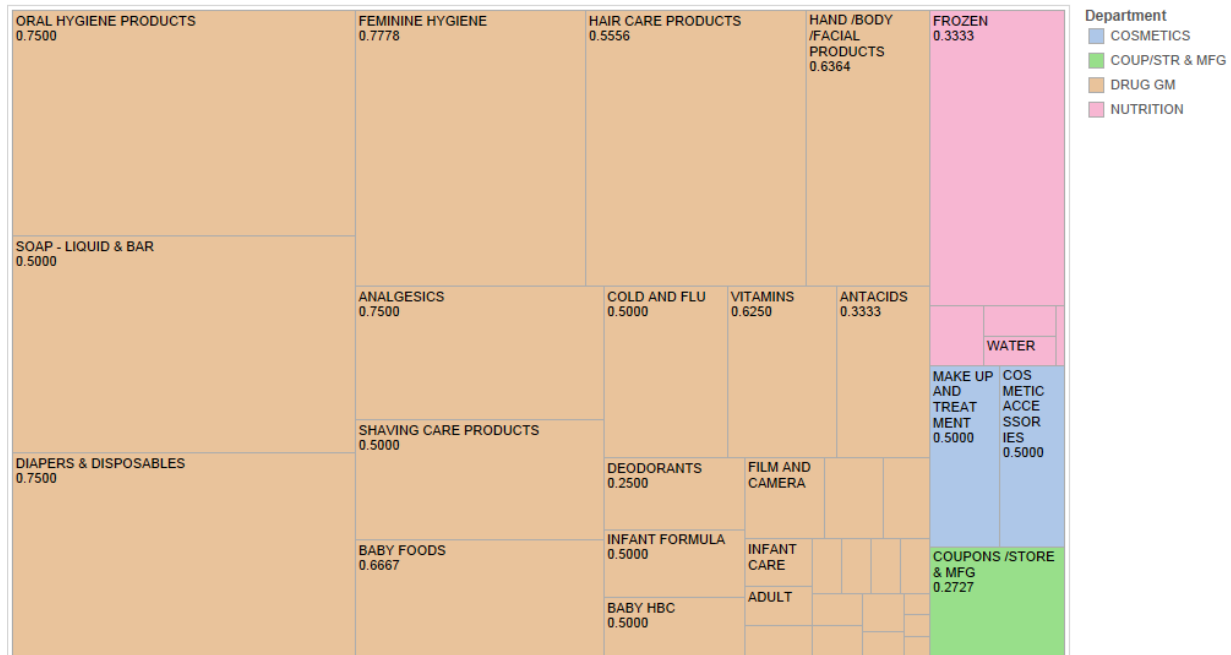 ORAL HYGIENE PRODUCTS
0.7500
SOAP - LIQUID & BAR
0.5000
DIAPERS & DISPOSABLES
0.7500
FEMININE HYGIENE
0.7778
HAIR CARE PRODUCTS
0.5556
HAND /BODY
/FACIAL
PRODUCTS
0.6364
ANALGESICS
0.7500
SHAVING CARE PRODUCTS
0.5000
BABY FOODS
0.6667
COLD AND FLU
0.5000
VITAMINS
0.6250
ANTACIDS
0.3333
DEODORANTS
0.2500
INFANT FORMULA
0.5000
BABY HBC
0.5000
FILM AND
CAMERA
INFANT
CARE
ADULT
FROZEN
0.3333
WATER
MAKE UP
AND
TREAT
MENT
0.5000
COS
METIC
ACCE
SSOR
IES
0.5000
COUPONS /STORE
& MFG
0.2727
Department
COSMETICS
COUP/STR & MFG
DRUG GM
NUTRITION